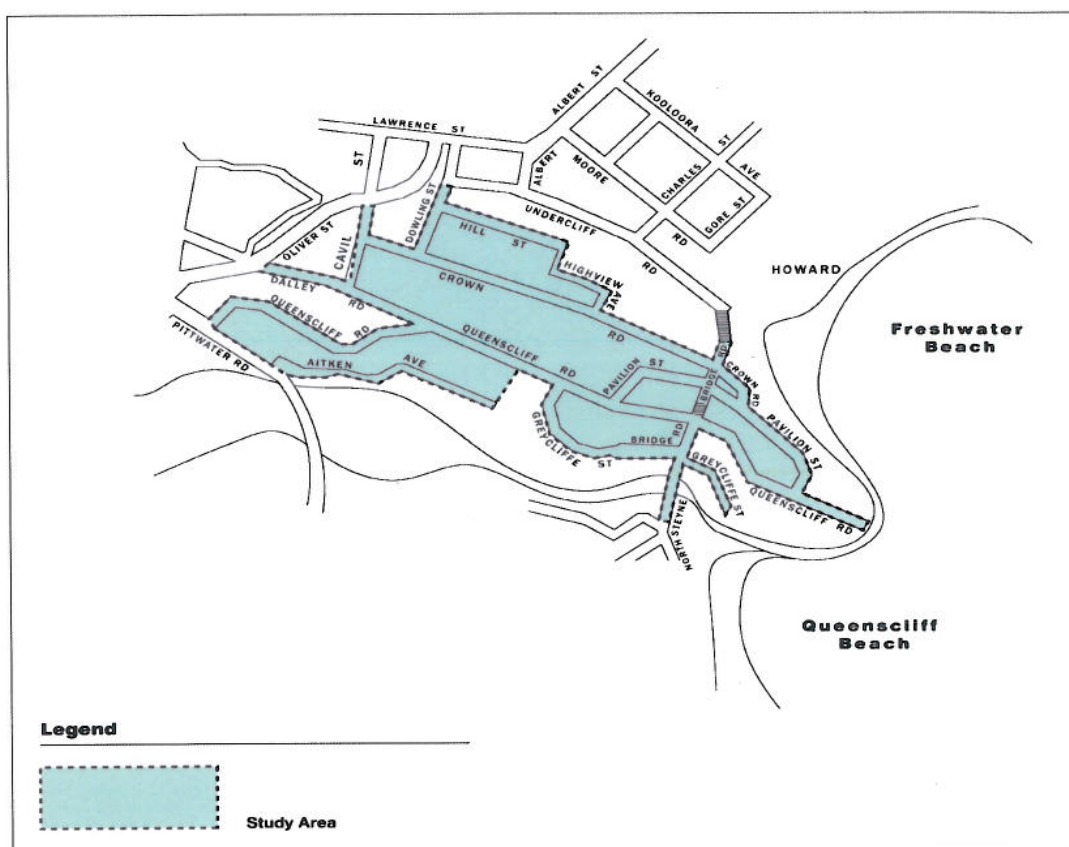 ALBERT ST
KOOLOORA
ST
AVE
LAWRENCE ST
ST
ALBERT
MOORE
CHARLES
GORE ST
RD
UNDERCLIFF
RD
DOWLING ST
OLIVER ST
CAVIL
HILL ST
HIGHVIEW
AVE
HOWARD
DALLEY
RD
CROWN
RD
Freshwater
Beach
QUEENSCLIFF
RD
PITTWATER RD
QUEENSCLIFF
RD
AITKEN AVE
PAVILION ST
BRIDGE
RD
CROWN
RD
PAVILION ST
GREYCLIFFE
ST
BRIDGE RD
GREYCLIFFE ST
QUEENSCLIFF RD
NORTH STEYNE
Queenscliff
Beach
Legend
Study Area